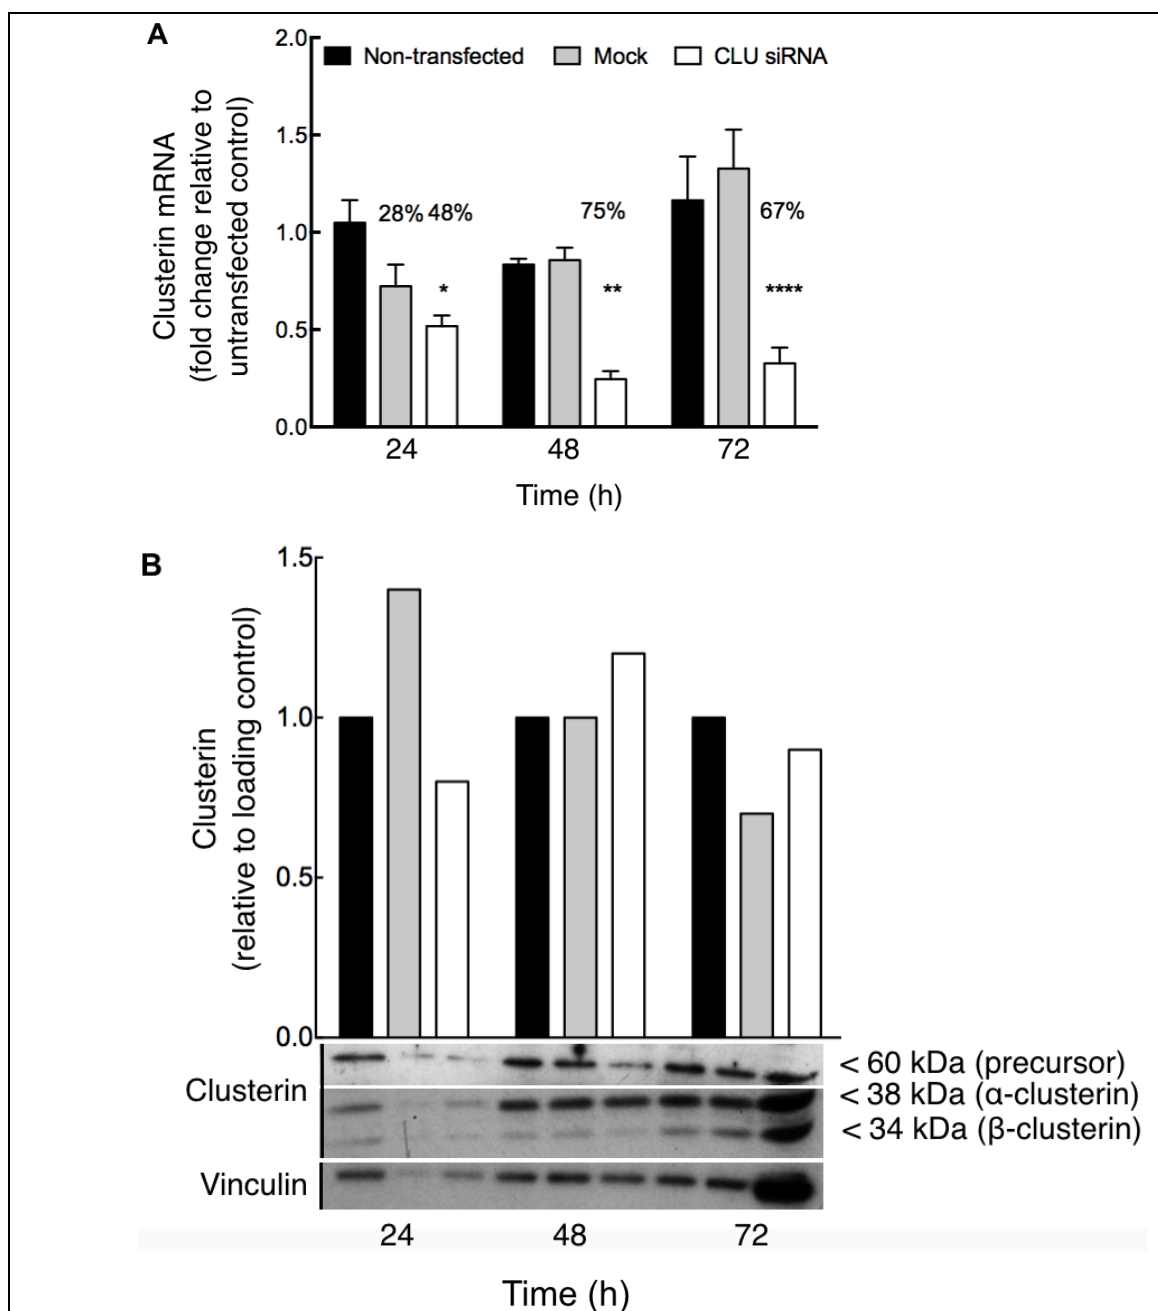 A
2.0
Non-transfected Mock CLU siRNA
Clusterin mRNA
(fold change relative to
untransfected control)
1.5
28% 48% 75% 67%
1.0
* ** ****
0.5
0.0
24 48 72
Time (h)
B
1.5
Clusterin
(relative to loading control)
1.0
0.5
0.0
Clusterin
< 60 kDa (precursor)
< 38 kDa (α-clusterin)
< 34 kDa (β-clusterin)
Vinculin
24 48 72
Time (h)